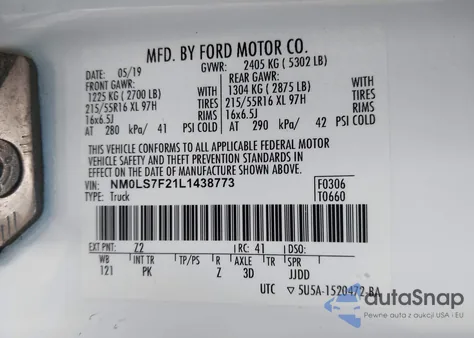 MFD. BY FORD MOTOR CO.
DATE: 05/19 GVWR: 2405 KG ( 5302 LB)
FRONT GAWR: REAR GAWR:
1225 KG ( 2700 LB) 1304 KG ( 2875 LB)
215/55R16 XL 97H WITH TIRES 215/55R16 XL 97H WITH TIRES
16x6.5J RIMS 16x6.5J RIMS
AT 280 kPa/ 41 PSI COLD AT 290 kPa/ 42 PSI COLD
THIS VEHICLE CONFORMS TO ALL APPLICABLE FEDERAL MOTOR
VEHICLE SAFETY AND THEFT PREVENTION STANDARDS IN
EFFECT ON THE DATE OF MANUFACTURE SHOWN ABOVE.
VIN: NM0LS7F21L1438773 F0306
TYPE: Truck T0660
EXT PNT: Z2 RC: 41 DSO:
WB INT TR TP/PS R AXLE TR SPR
121 PK Z 3D JJDD
UTC 5U5A-1520472-BA
autaSnap
Pewne auta z aukcji USA i EU